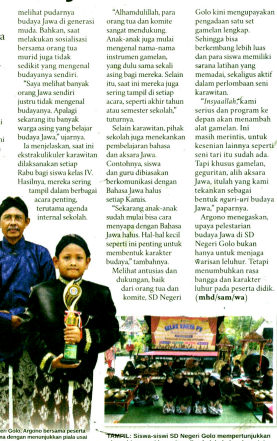 melihat pudarnya
budaya Jawa di generasi
muda. Bahkan, saat
melakukan sosialisasi
bersama orang tua
murid juga tidak
sedikit yang mengenal
budayanya sendiri.
"Saya melihat banyak
orang Jawa sendiri
justru tidak mengenal
budayanya. Apalagi
sekarang itu banyak
warga asing yang belajar
budaya Jawa," ujarnya.
Ia menjelaskan, saat ini
ekstrakulikuler karawitan
dilaksanakan setiap
Rabu bagi siswa kelas IV.
Hasilnya, mereka sering
tampil dalam berbagai
acara penting,
terutama agenda
internal sekolah.
"Alhamdulillah, para
orang tua dan komite
sangat mendukung.
Anak-anak juga mulai
mengenal nama-nama
instrumen gamelan,
yang dulu sama sekali
asing bagi mereka. Selain
itu, saat ini mereka juga
sering tampil di setiap
acara, seperti akhir tahun
atau semester sekolah,"
tuturnya.
Selain karawitan, pihak
sekolah juga menekankan
pembelajaran bahasa
dan aksara Jawa.
Contohnya, siswa
dan guru dibiasakan
berkomunikasi dengan
Bahasa Jawa halus
setiap Kamis.
"Sekarang anak-anak
sudah mulai bisa cara
menyapa dengan Bahasa
Jawa halus. Hal-hal kecil
seperti ini penting untuk
membentuk karakter
budaya," tambahnya.
Melihat antusias dan
dukungan, baik
dari orang tua dan
komite, SD Negeri
Golo kini mengupayakan
pengadaan satu set
gamelan lengkap.
Sehingga bisa
berkembang lebih luas
dan para siswa memiliki
sarana latihan yang
memadai, sekaligus aktif
dalam perlombaan seni
karawitan.
"Insyaallah, kami
serius dan program ke
depan akan menambah
alat gamelan. Ini
masih merintis, untuk
kesenian lainnya seperti
seni tari itu sudah ada.
Tapi khusus gamelan,
geguritan, alih aksara
Jawa, itulah yang kami
tekankan sebagai
bentuk nguri-uri budaya
Jawa," paparnya.
Argono menegaskan,
upaya pelestarian
budaya Jawa di SD
Negeri Golo bukan
hanya untuk menjaga
warisan leluhur. Tetapi
menumbuhkan rasa
bangga dan karakter
luhur pada peserta didik.
(mhd/sam/wa)
eri Golo, Argono bersama peserta
na dengan menunjukkan piala usai
TAMPIL: Siswa-siswi SD Negeri Golo mempertunjukkan